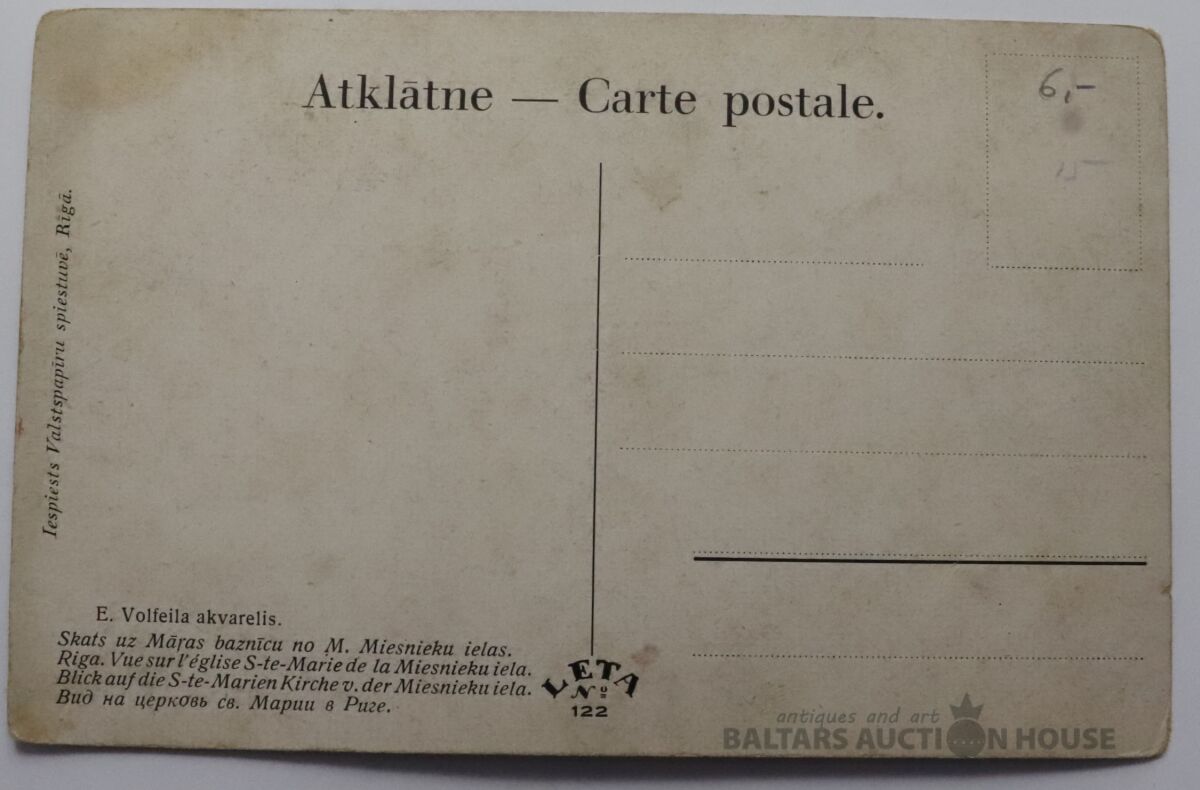 Atklātne — Carte postale.
6,-
15
Iespiests Valstspapīru spiestuvē, Rīgā.
E. Volfeila akvarelis.
Skats uz Māŗas baznīcu no M. Miesnieku ielas.
Riga. Vue sur l'église S-te-Marie de la Miesnieku iela.
Blick auf die S-te-Marien Kirche v. der Miesnieku iela.
Вид на церковь св. Марии в Риге.
LETA
№
122
antiques and art
BALTARS AUCTION HOUSE